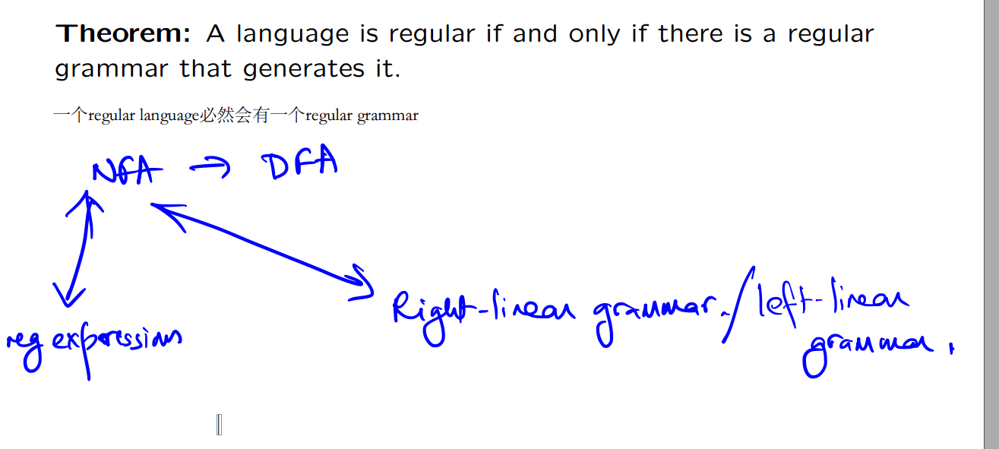 Theorem: A language is regular if and only if there is a regular
grammar that generates it.
一个regular language必然会有一个regular grammar
NFA → DFA
Right-linear grammar./left-linear
grammar.
reg expressions